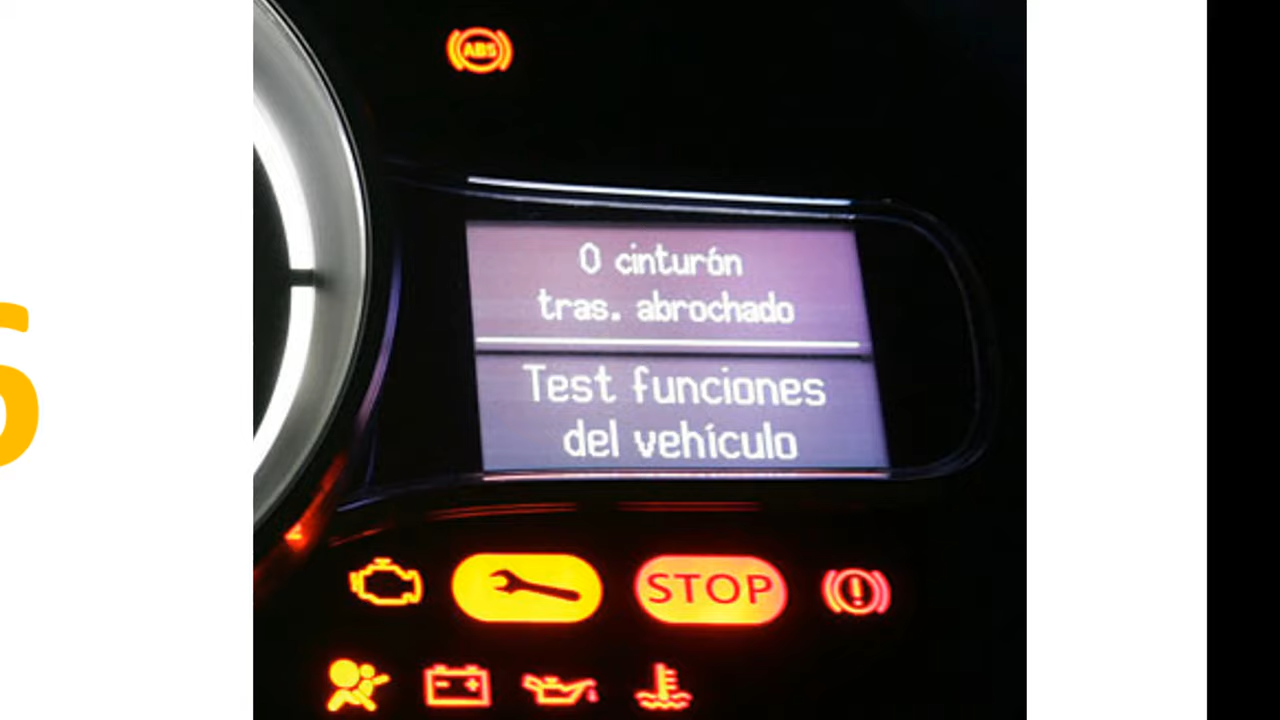 ABS
0 cinturón
tras. abrochado
Test funciones
del vehículo
STOP